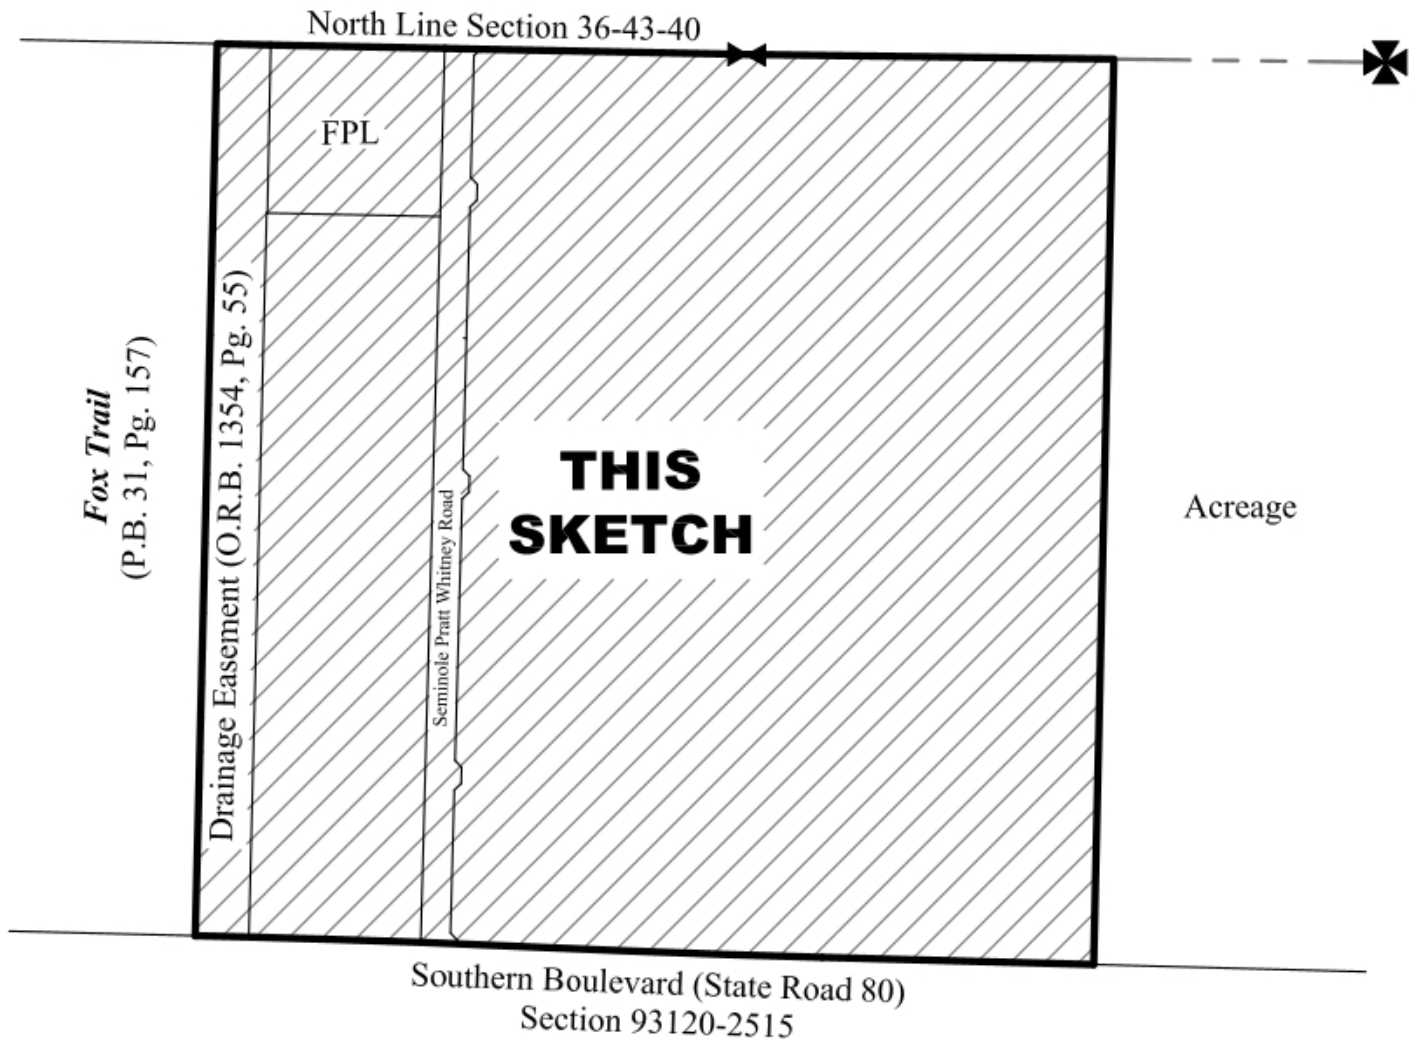 North Line Section 36-43-40
FPL
Fox Trail
(P.B. 31, Pg. 157)
Drainage Easement (O.R.B. 1354, Pg. 55)
Seminole Pratt Whitney Road
THIS
SKETCH
Acreage
Southern Boulevard (State Road 80)
Section 93120-2515